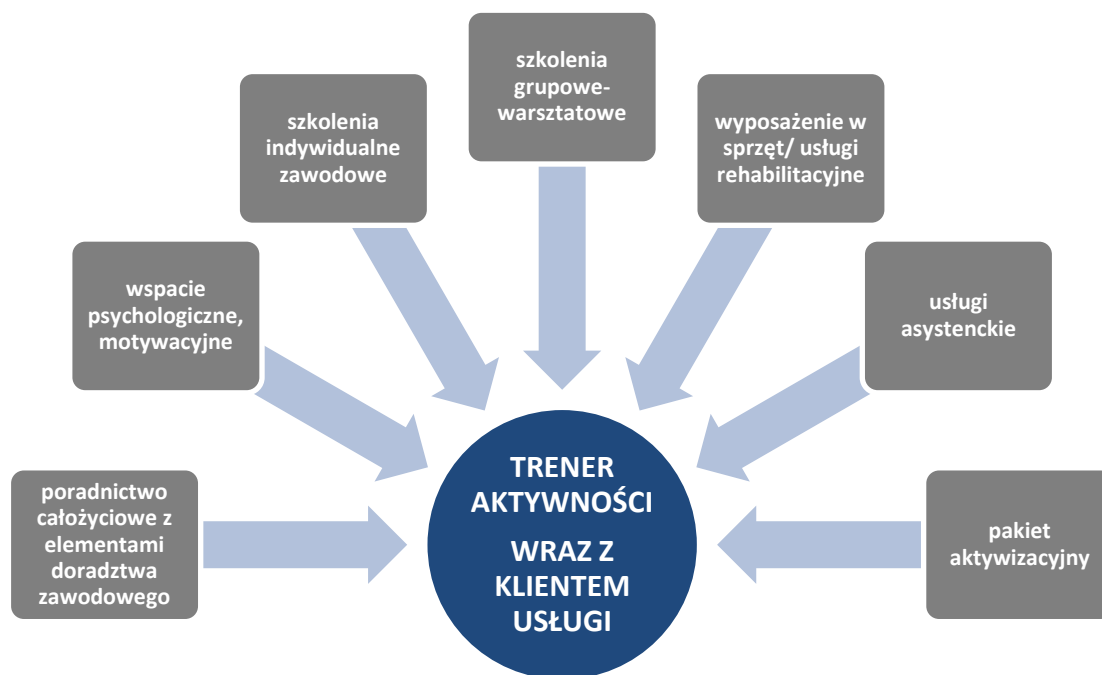 szkolenia
grupowe-
warsztatowe
szkolenia
indywidualne
zawodowe
wyposażenie w
sprzęt/ usługi
rehabilitacyjne
wspacie
psychologiczne,
motywacyjne
usługi
asystenckie
poradnictwo
całożyciowe z
elementami
doradztwa
zawodowego
TRENER
AKTYWNOŚCI
WRAZ Z
KLIENTEM
USŁUGI
pakiet
aktywizacyjny